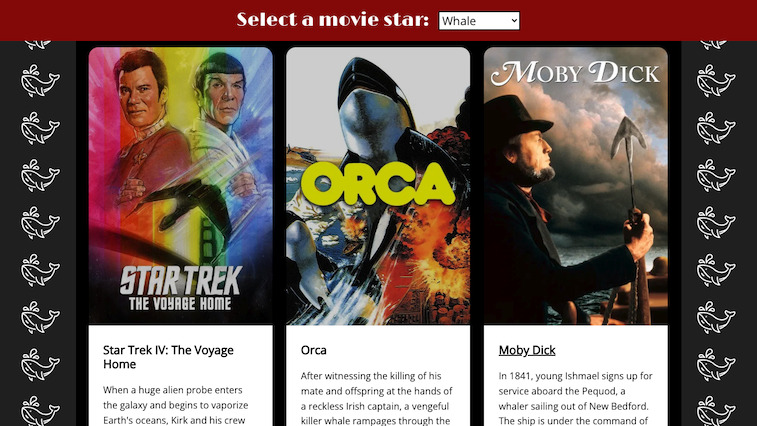 Select a movie star:
Whale
STAR TREK
THE VOYAGE HOME
ORCA
MOBY DICK
Star Trek IV: The Voyage
Home
When a huge alien probe enters
the galaxy and begins to vaporize
Earth's oceans, Kirk and his crew
Orca
After witnessing the killing of his
mate and offspring at the hands of
a reckless Irish captain, a vengeful
killer whale rampages through the
Moby Dick
In 1841, young Ishmael signs up for
service aboard the Pequod, a
whaler sailing out of New Bedford.
The ship is under the command of